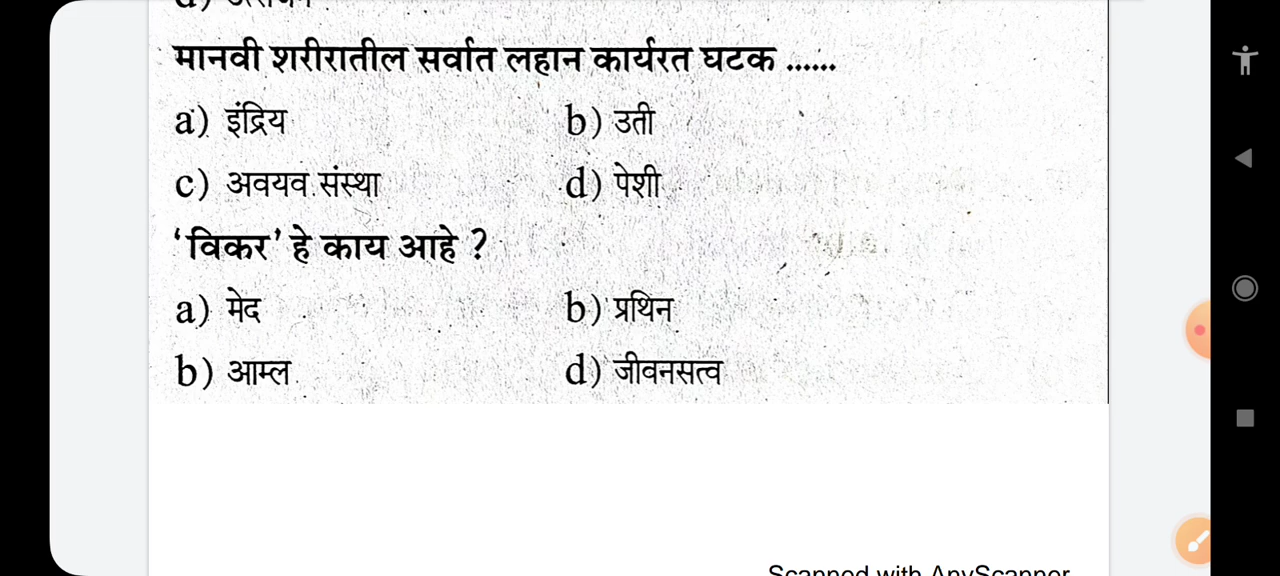 मानवी शरीरातील सर्वात लहान कार्यरत घटक ......
a) इंद्रिय b) उती
c) अवयव संस्था d) पेशी
‘विकर’ हे काय आहे ?
a) मेद b) प्रथिन
b) आम्ल d) जीवनसत्व
Scanned with AnyScanner